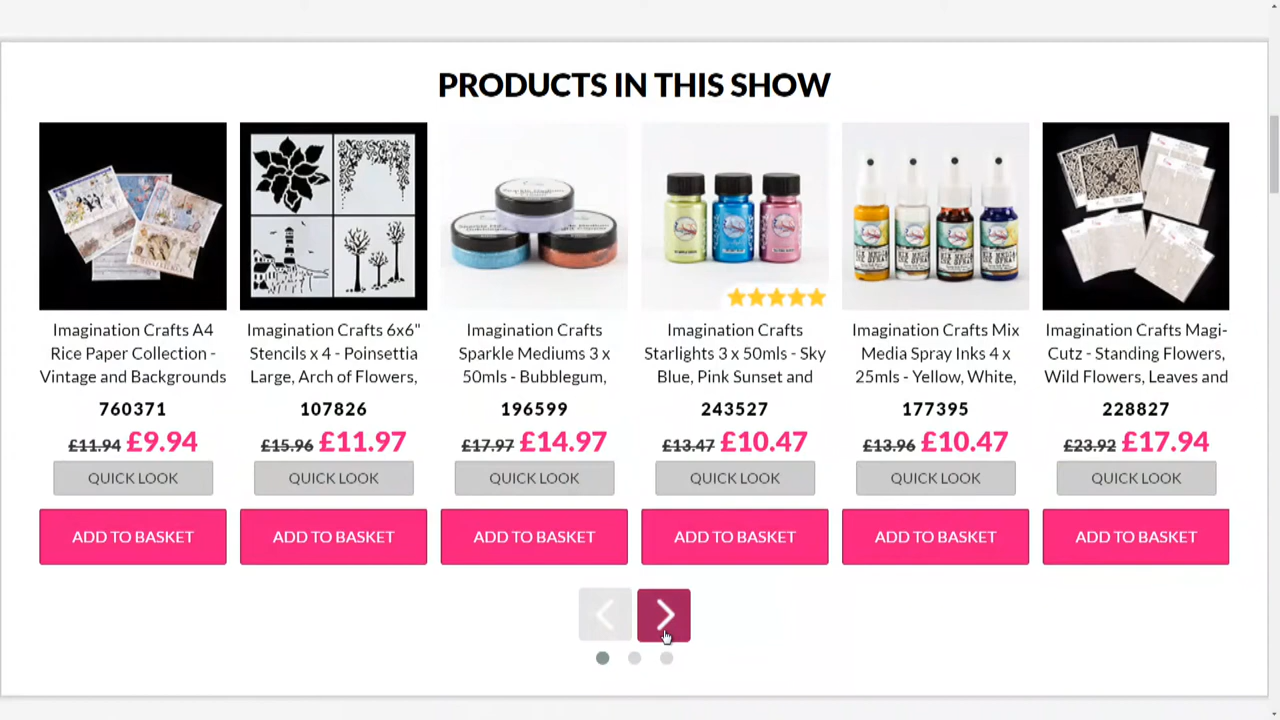 PRODUCTS IN THIS SHOW
Imagination Crafts A4
Rice Paper Collection -
Vintage and Backgrounds
760371
£11.94 £9.94
QUICK LOOK
ADD TO BASKET
Imagination Crafts 6x6"
Stencils x 4 - Poinsettia
Large, Arch of Flowers,
107826
£15.96 £11.97
QUICK LOOK
ADD TO BASKET
Imagination Crafts
Sparkle Mediums 3 x
50mls - Bubblegum,
196599
£17.97 £14.97
QUICK LOOK
ADD TO BASKET
Imagination Crafts
Starlights 3 x 50mls - Sky
Blue, Pink Sunset and
243527
£13.47 £10.47
QUICK LOOK
ADD TO BASKET
Imagination Crafts Mix
Media Spray Inks 4 x
25mls - Yellow, White,
177395
£13.96 £10.47
QUICK LOOK
ADD TO BASKET
Imagination Crafts Magi-
Cutz - Standing Flowers,
Wild Flowers, Leaves and
228827
£23.92 £17.94
QUICK LOOK
ADD TO BASKET